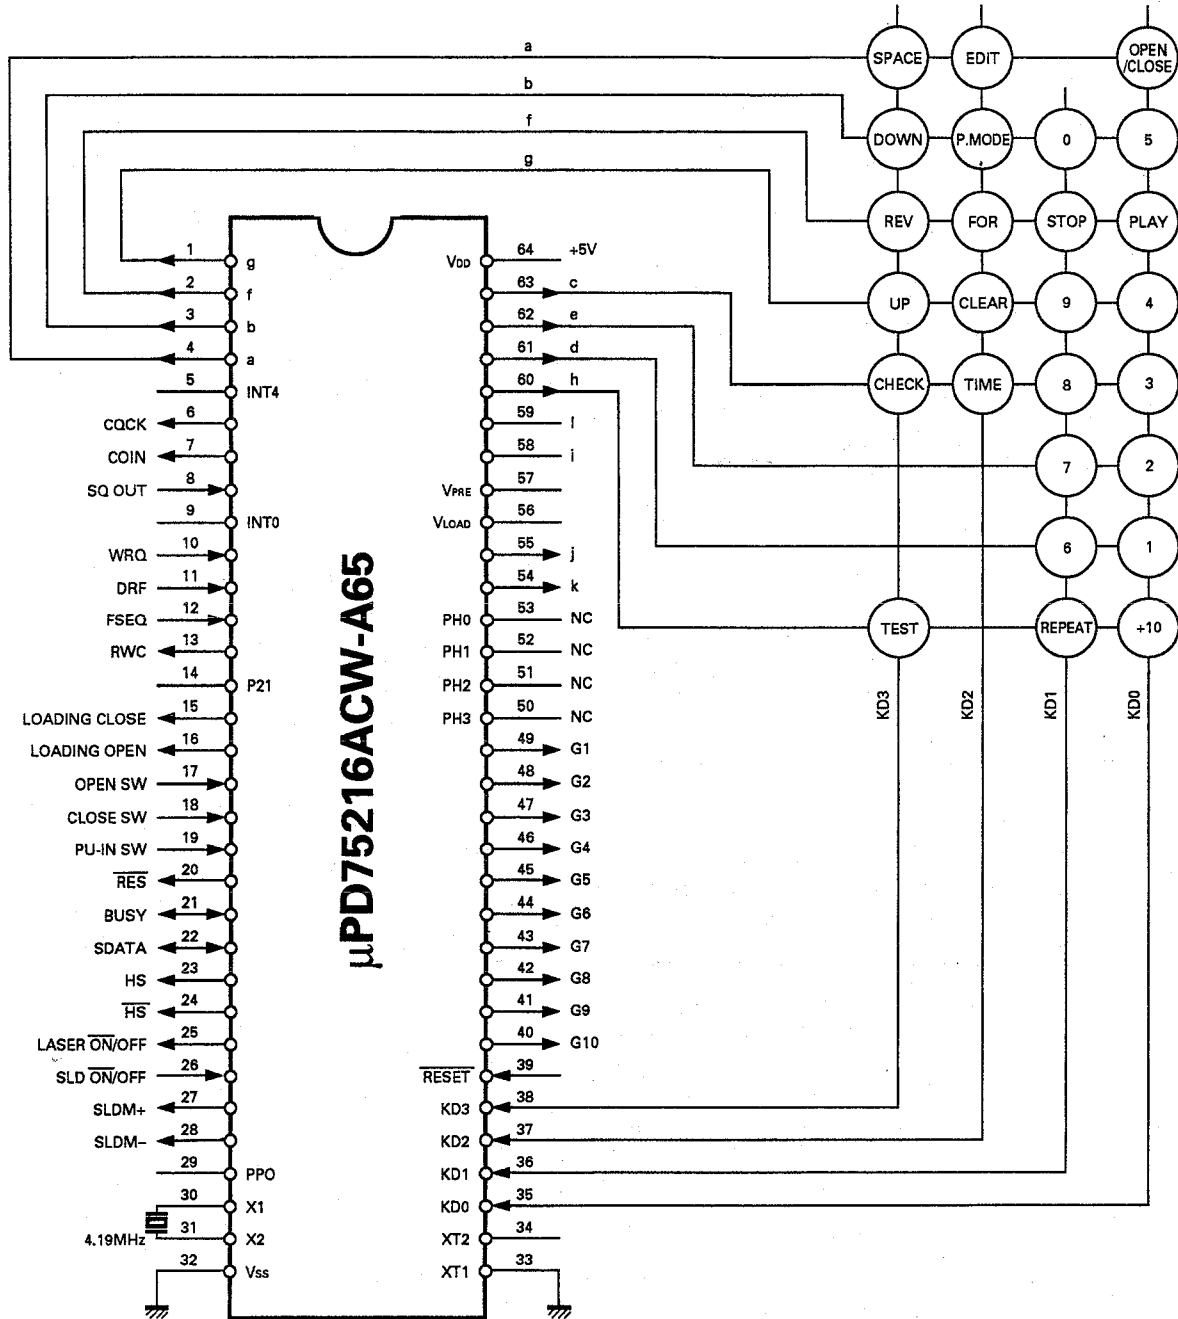 a
SPACE
EDIT
OPEN
/CLOSE
b
DOWN
P.MODE
0
5
f
REV
FOR
STOP
PLAY
g
UP
CLEAR
9
4
CHECK
TIME
8
3
7
2
6
1
TEST
REPEAT
+10
KD3
KD2
KD1
KD0
μPD75216ACW-A65
1 g
2 f
3 b
4 a
5 INT4
CQCK 6
COIN 7
SQ OUT 8
9 INT0
WRQ 10
DRF 11
FSEQ 12
RWC 13
14 P21
LOADING CLOSE 15
LOADING OPEN 16
OPEN SW 17
CLOSE SW 18
PU-IN SW 19
RES 20
BUSY 21
SDATA 22
HS 23
HS 24
LASER ON/OFF 25
SLD ON/OFF 26
SLDM+ 27
SLDM− 28
29 PPO
30 X1
4.19MHz 31 X2
32 Vss
VDD 64 +5V
63 c
62 e
61 d
60 h
59 l
58 i
VPRE 57
VLOAD 56
55 j
54 k
PH0 53 NC
PH1 52 NC
PH2 51 NC
PH3 50 NC
49 G1
48 G2
47 G3
46 G4
45 G5
44 G6
43 G7
42 G8
41 G9
40 G10
RESET 39
KD3 38
KD2 37
KD1 36
KD0 35
XT2 34
XT1 33